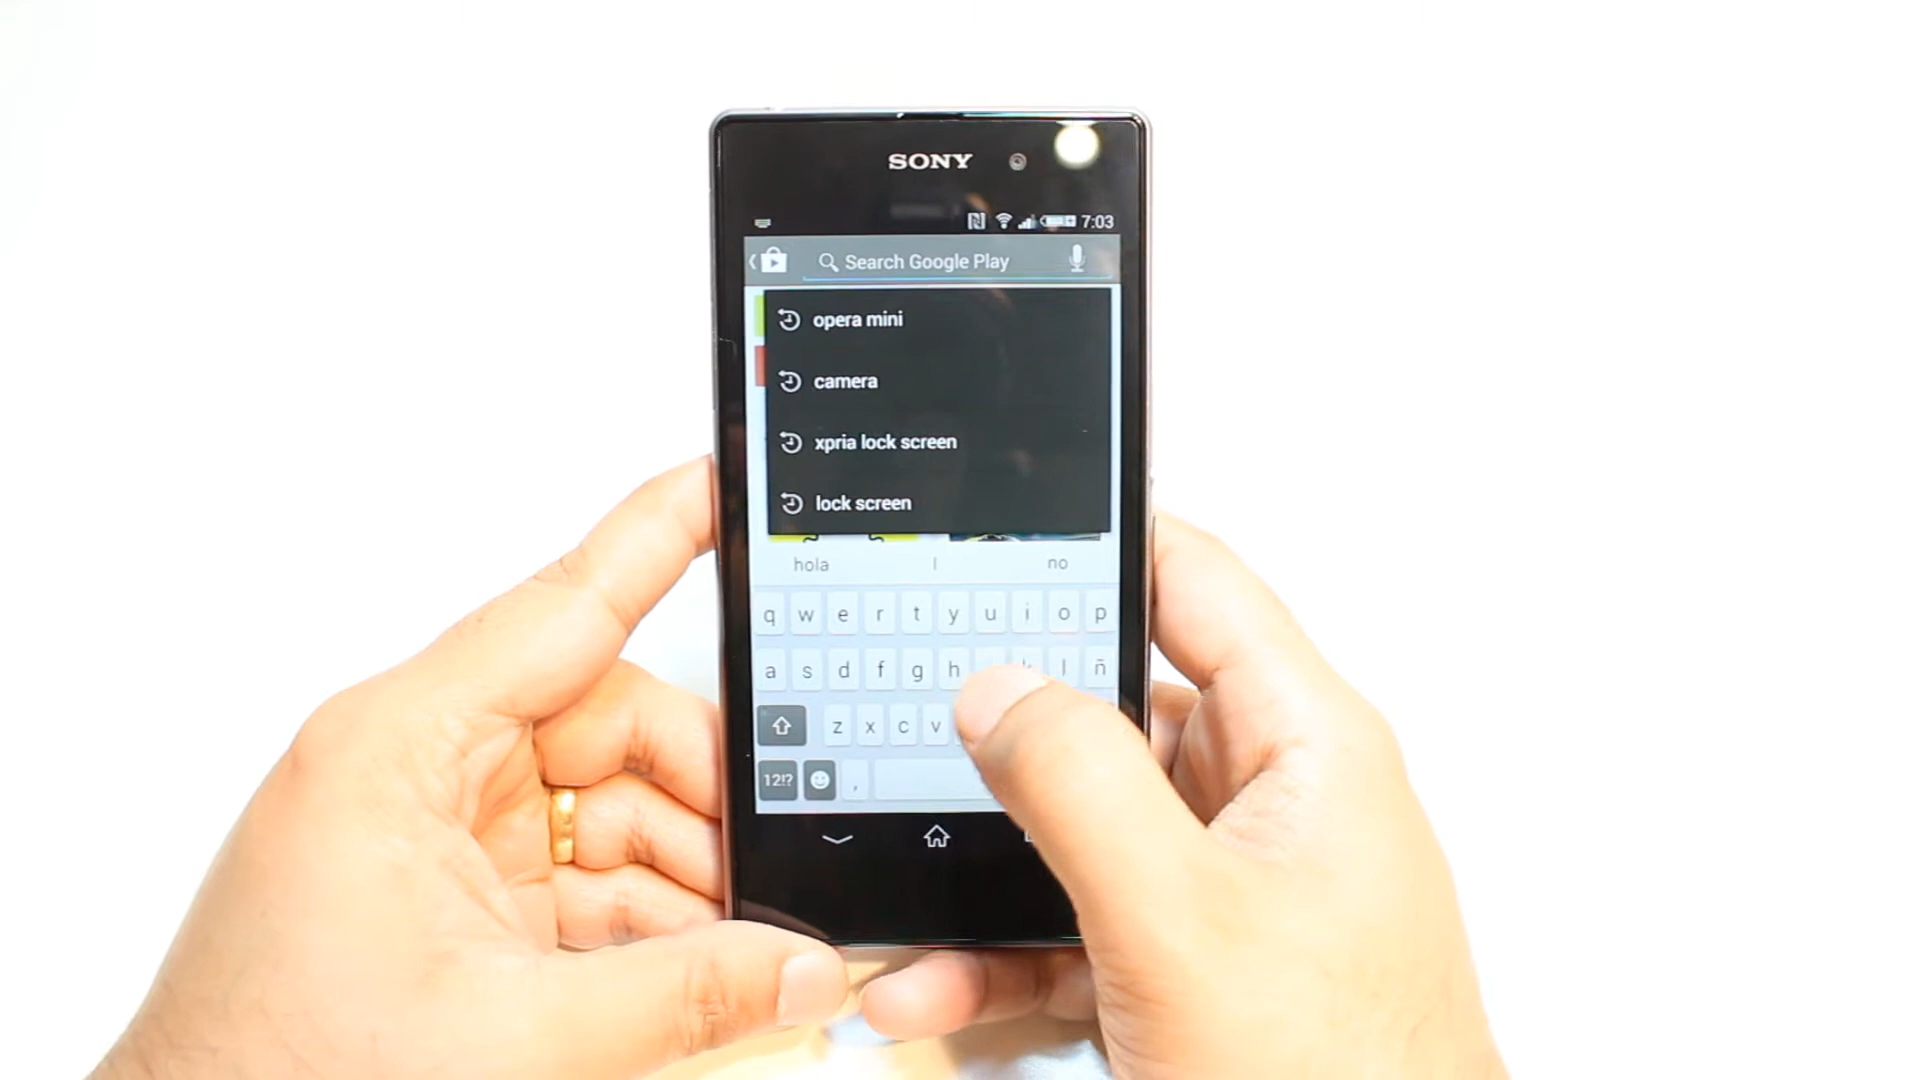 SONY
7:03
Search Google Play
opera mini
camera
xpria lock screen
lock screen
hola I no
q w e r t y u i o p
a s d f g h k l ñ
z x c v
12!? ,